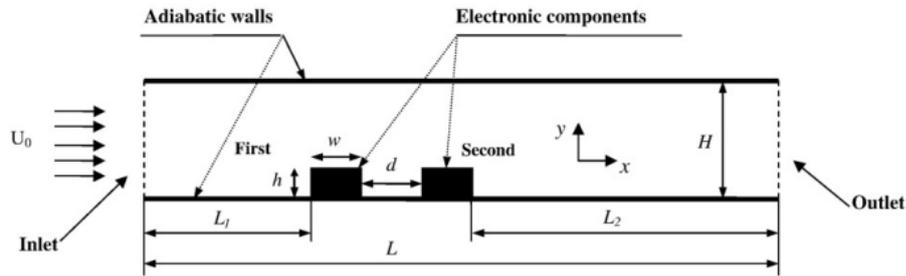 Adiabatic walls Electronic components
U₀
First w Second y H
h d x
L₁ L₂ Outlet
Inlet L